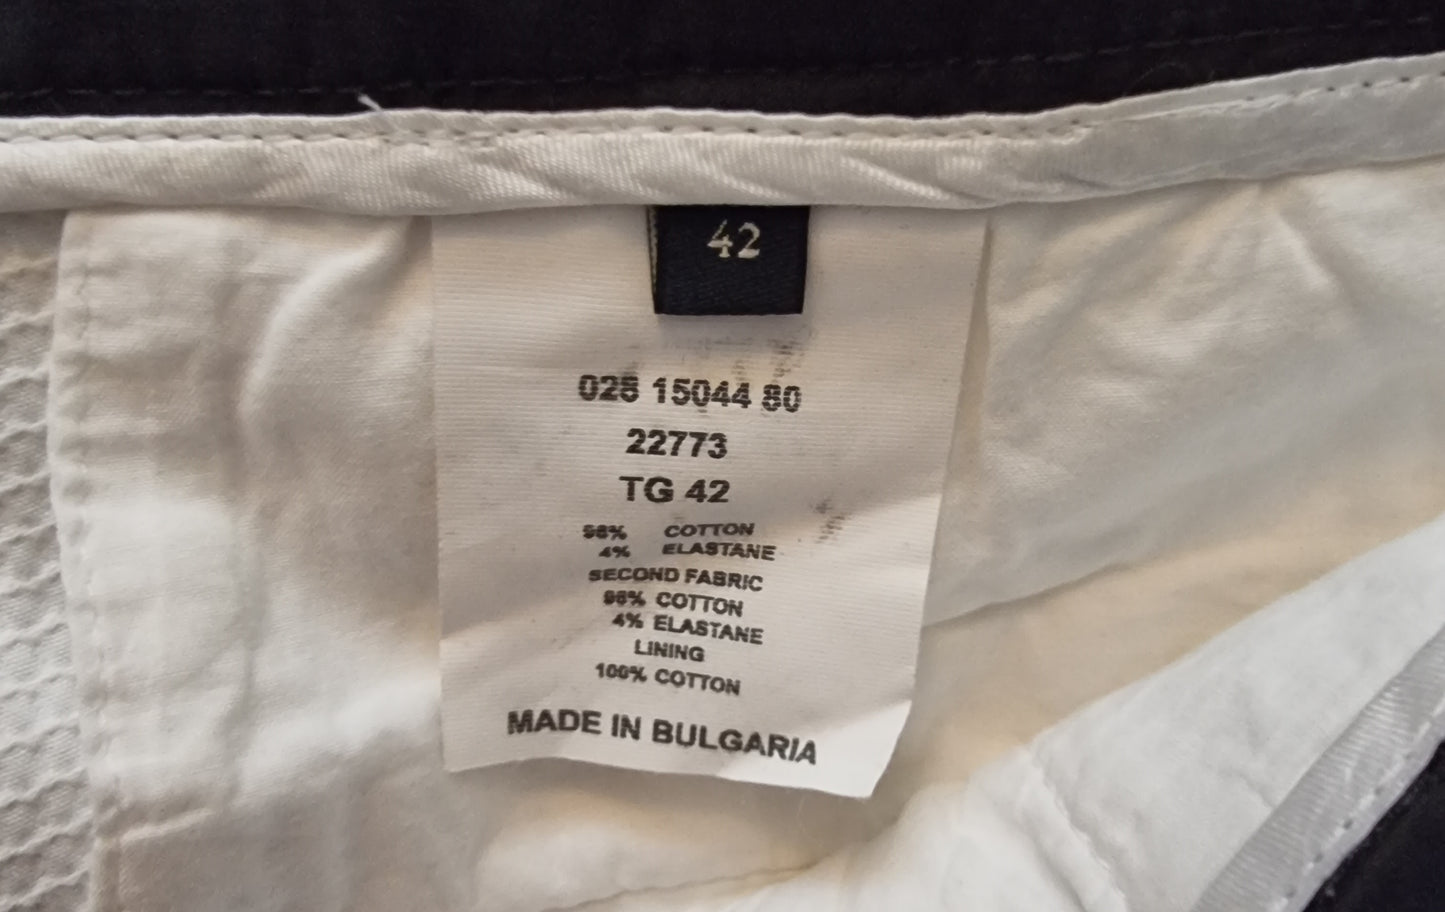 42
028 15044 80
22773
TG 42
96% COTTON
4% ELASTANE
SECOND FABRIC
96% COTTON
4% ELASTANE
LINING
100% COTTON
MADE IN BULGARIA